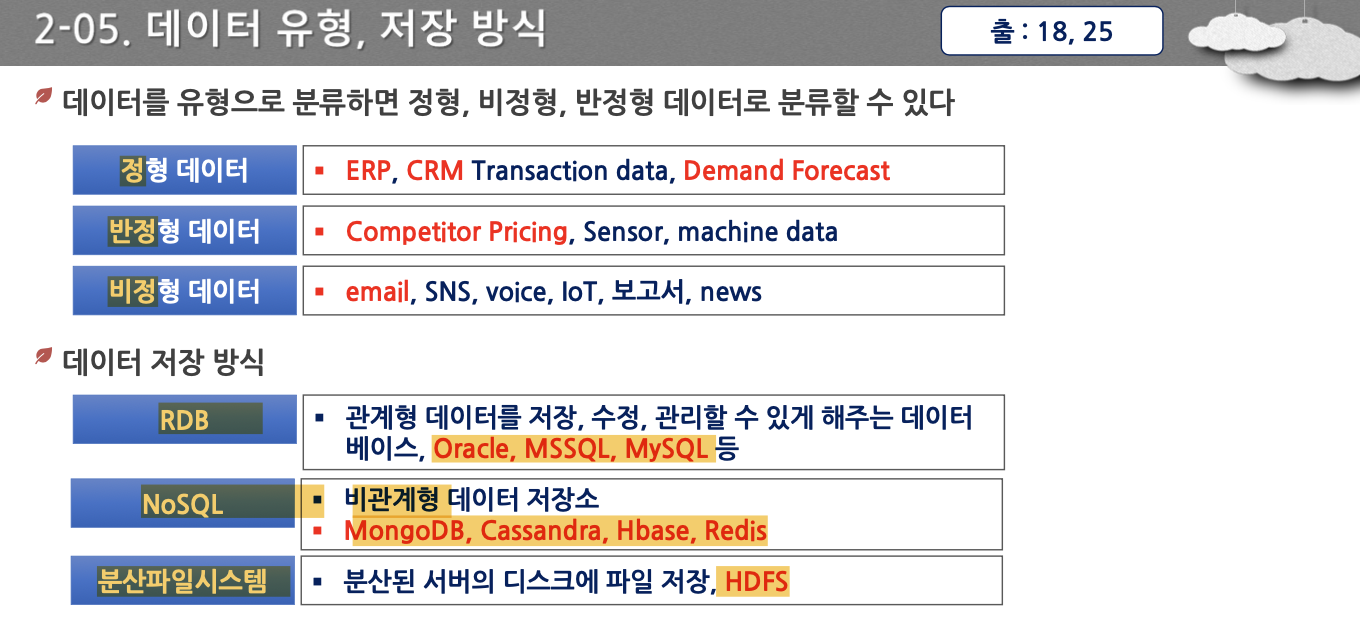 2-05. 데이터 유형, 저장 방식
출 : 18, 25
데이터를 유형으로 분류하면 정형, 비정형, 반정형 데이터로 분류할 수 있다
정형 데이터
▪ ERP, CRM Transaction data, Demand Forecast
반정형 데이터
▪ Competitor Pricing, Sensor, machine data
비정형 데이터
▪ email, SNS, voice, IoT, 보고서, news
데이터 저장 방식
RDB
▪ 관계형 데이터를 저장, 수정, 관리할 수 있게 해주는 데이터
베이스, Oracle, MSSQL, MySQL 등
NoSQL
▪ 비관계형 데이터 저장소
▪ MongoDB, Cassandra, Hbase, Redis
분산파일시스템
▪ 분산된 서버의 디스크에 파일 저장, HDFS